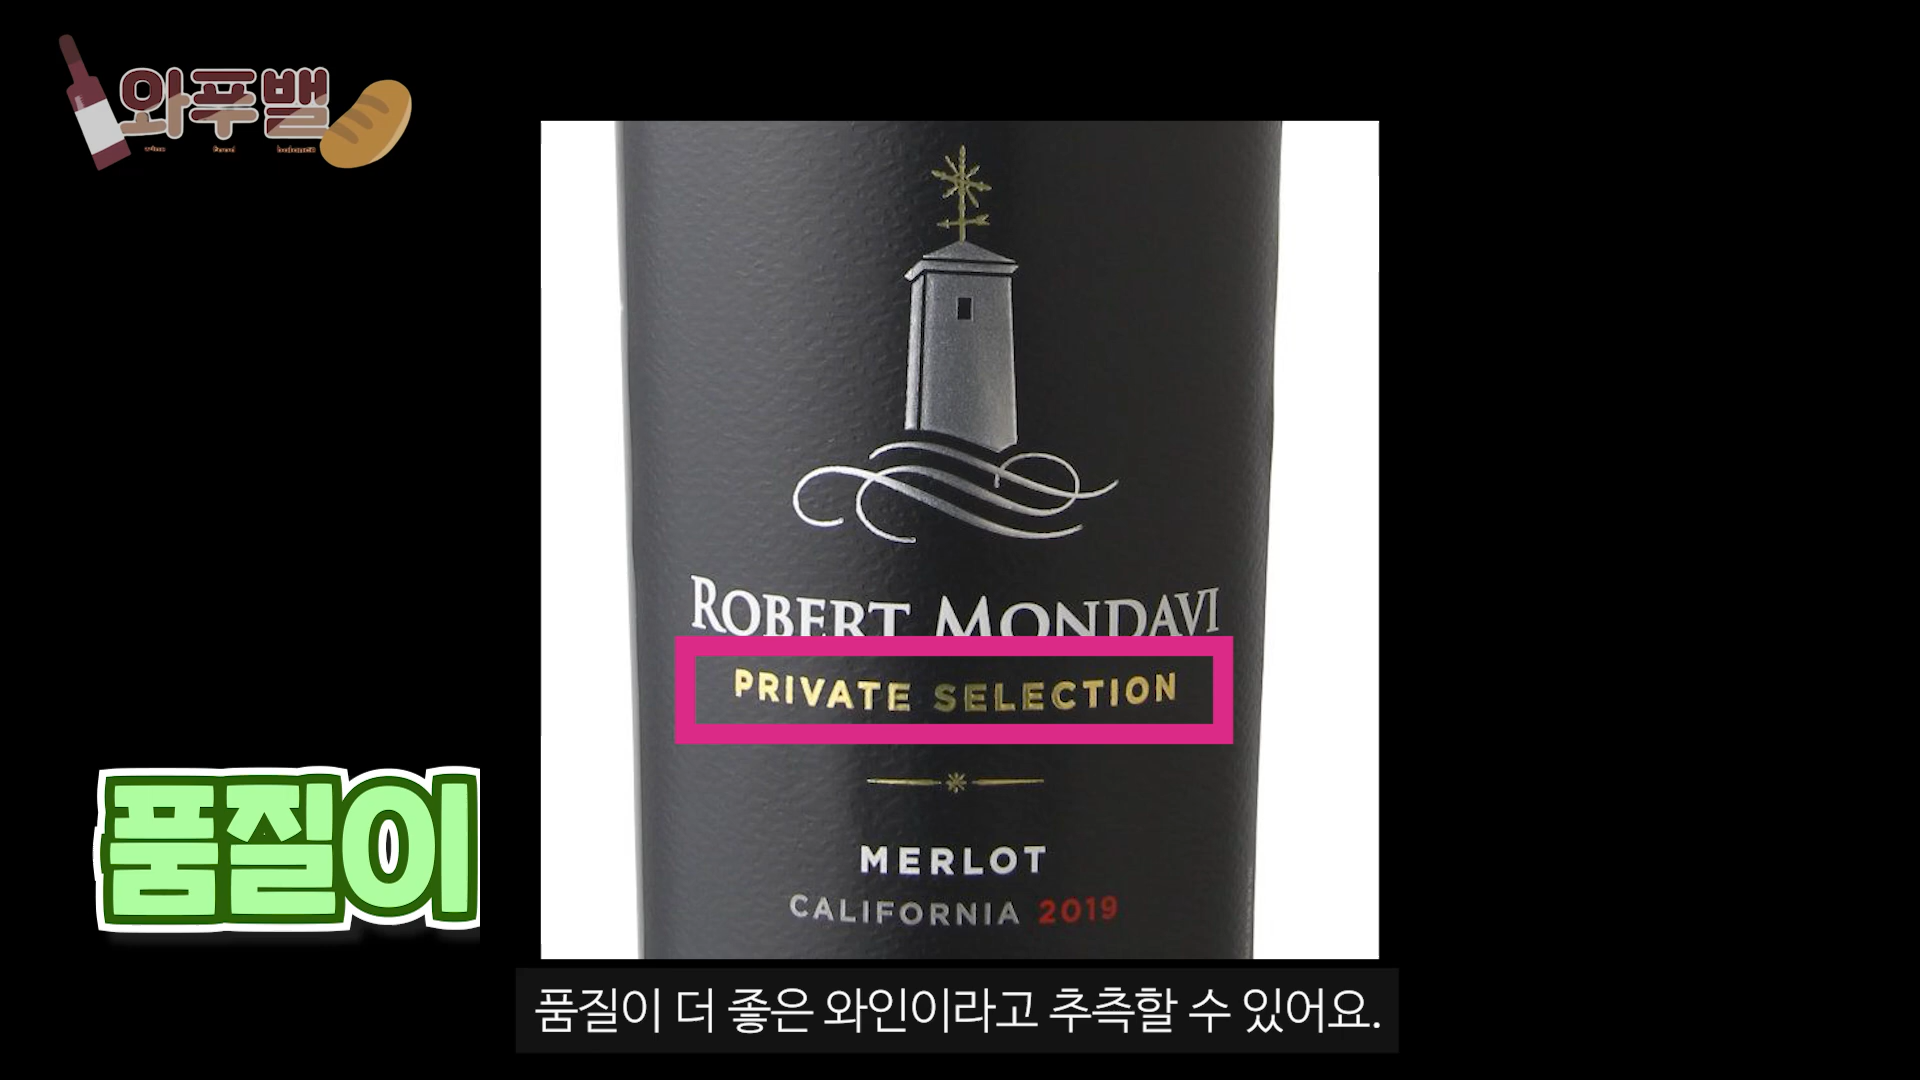 와푸밸
ROBERT MONDAVI
PRIVATE SELECTION
MERLOT
CALIFORNIA 2019
품질이
품질이 더 좋은 와인이라고 추측할 수 있어요.